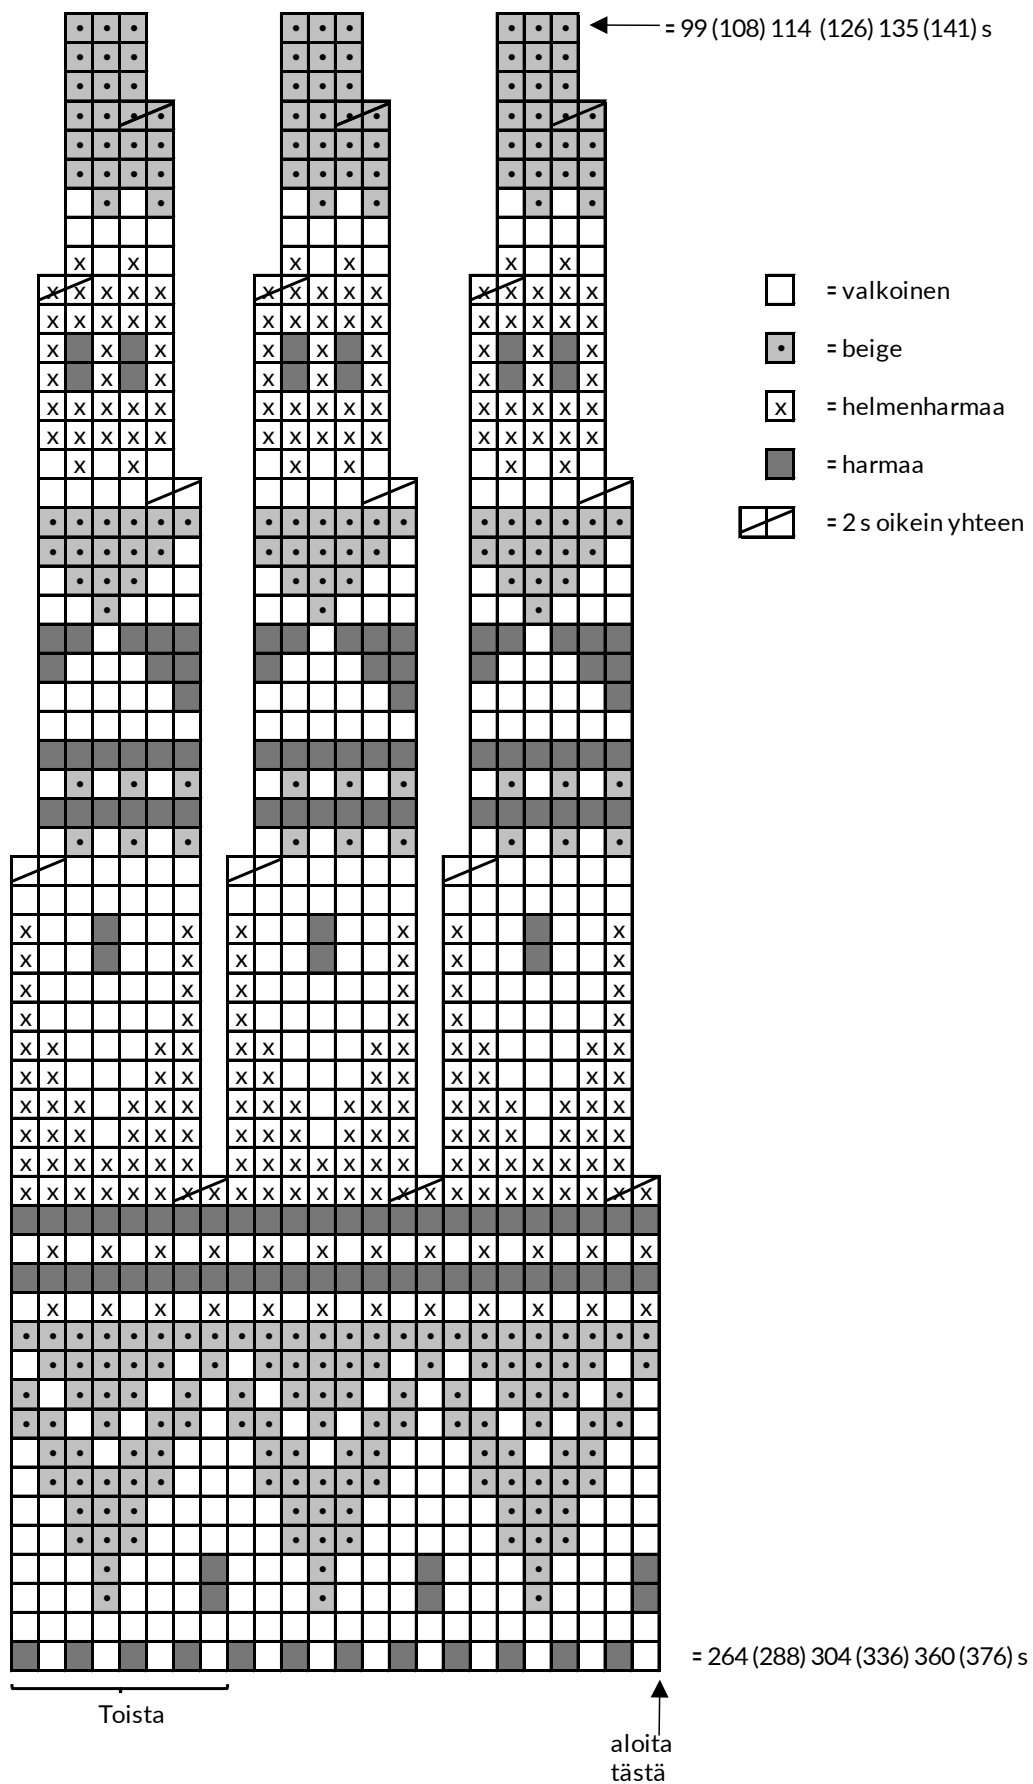 = 99 (108) 114 (126) 135 (141) s
= valkoinen
= beige
x = helmenharmaa
= harmaa
= 2 s oikein yhteen
= 264 (288) 304 (336) 360 (376) s
Toista
aloita
tästä